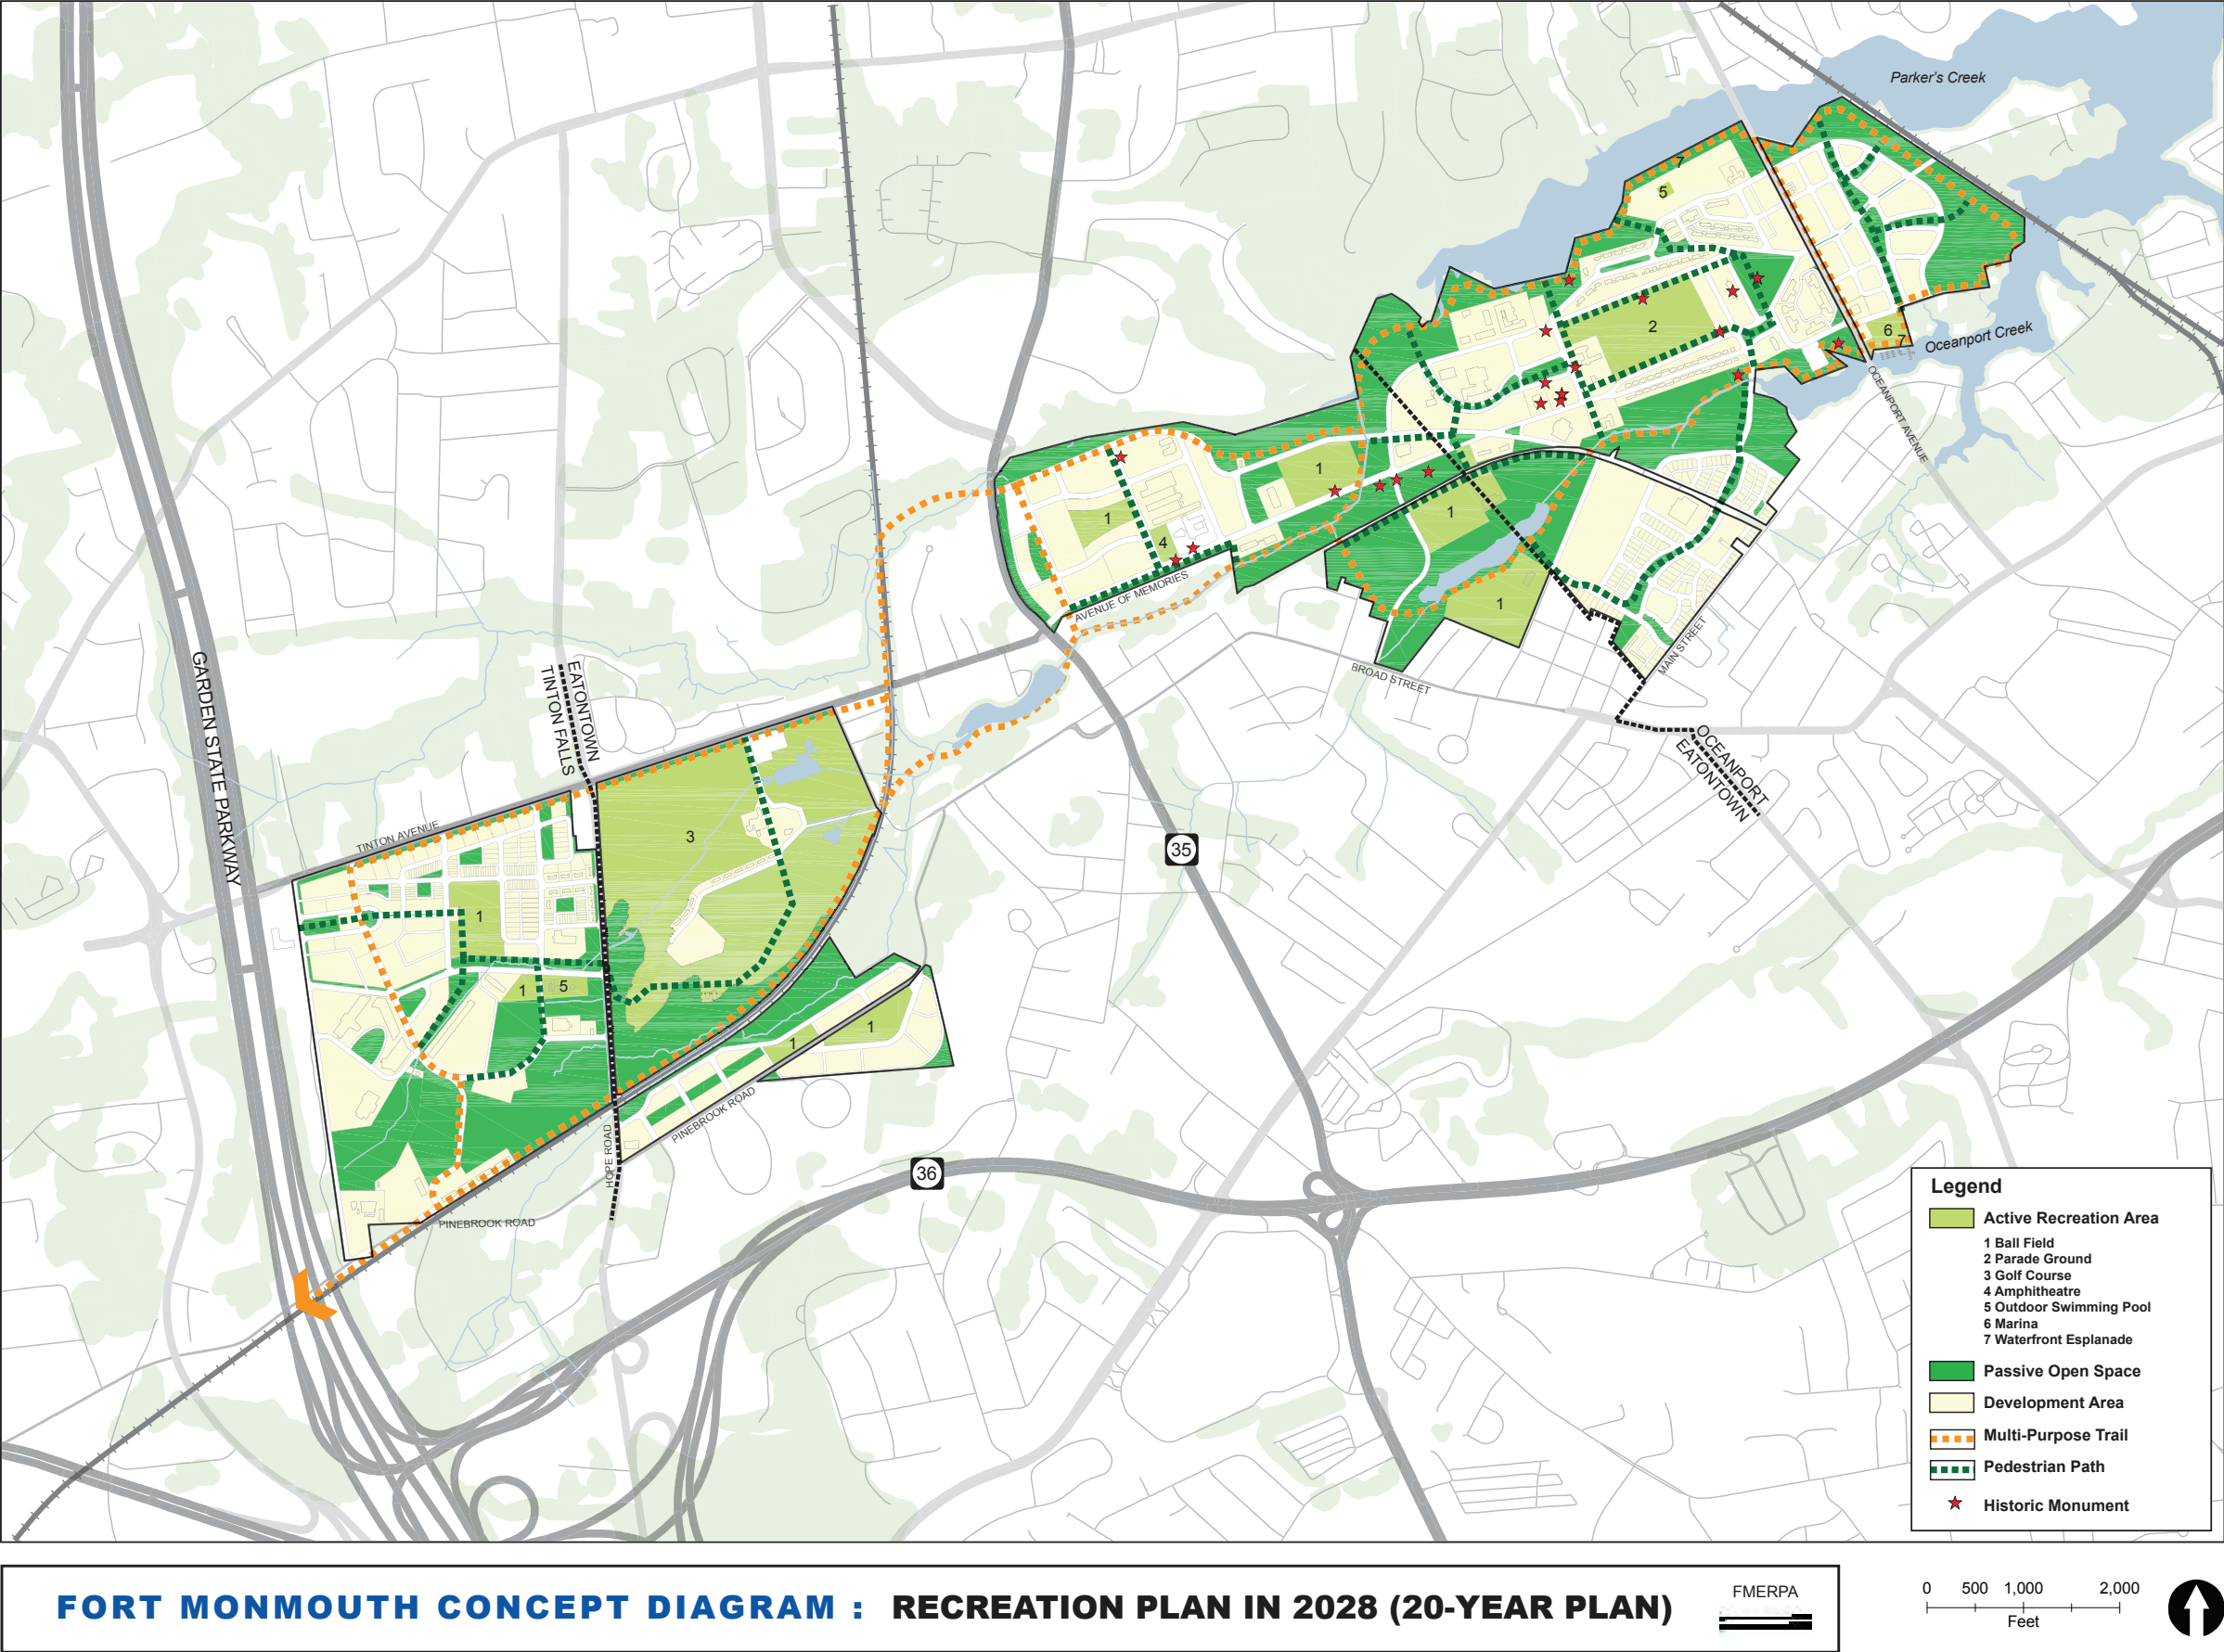 Parker's Creek
7
5
2
6
7
Oceanport Creek
OCEANPORT AVENUE
1
1
1
4
1
AVENUE OF MEMORIES
BROAD STREET
MAIN STREET
OCEANPORT
EATONTOWN
GARDEN STATE PARKWAY
EATONTOWN
TINTON FALLS
TINTON AVENUE
3
35
1
1
5
1
1
PINEBROOK ROAD
HOPE ROAD
PINEBROOK ROAD
36
Legend
Active Recreation Area
1 Ball Field
2 Parade Ground
3 Golf Course
4 Amphitheatre
5 Outdoor Swimming Pool
6 Marina
7 Waterfront Esplanade
Passive Open Space
Development Area
Multi-Purpose Trail
Pedestrian Path
Historic Monument
FORT MONMOUTH CONCEPT DIAGRAM : RECREATION PLAN IN 2028 (20-YEAR PLAN)
FMERPA
0 500 1,000 2,000
Feet